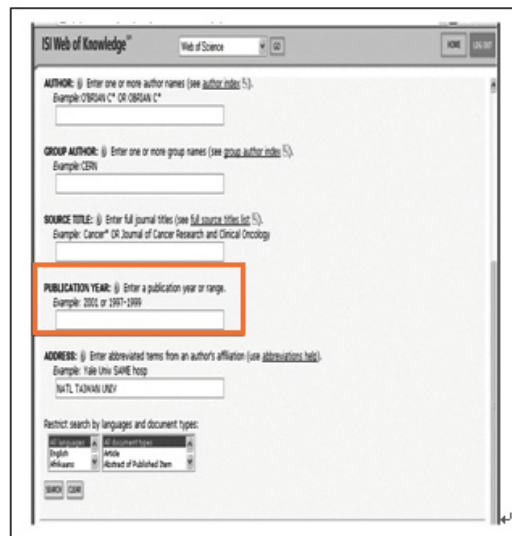 ISI Web of Knowledge SM
Web of Science GO HOME LOG OUT
AUTHOR: Enter one or more author names (see author index).
Example: O'BRIAN C* OR OBRIAN C*
GROUP AUTHOR: Enter one or more group names (see group author index).
Example: CERN
SOURCE TITLE: Enter full journal titles (see full source titles list).
Example: Cancer* OR Journal of Cancer Research and Clinical Oncology
PUBLICATION YEAR: Enter a publication year or range.
Example: 2001 or 1997-1999
ADDRESS: Enter abbreviated terms from an author's affiliation (use abbreviations help).
Example: Yale Univ SAME hosp
NATL TAIWAN UNIV
Restrict search by languages and document types:
All languages All document types
English Article
Afrikaans Abstract of Published Item
SEARCH CLEAR